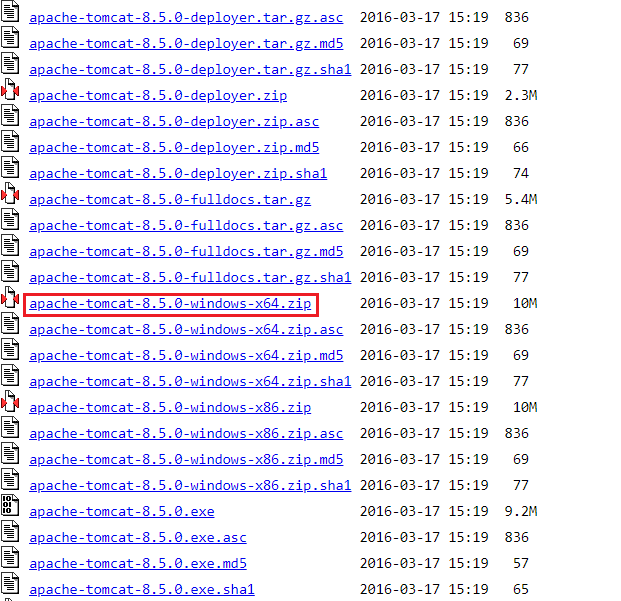 apache-tomcat-8.5.0-deployer.tar.gz.asc 2016-03-17 15:19 836
apache-tomcat-8.5.0-deployer.tar.gz.md5 2016-03-17 15:19 69
apache-tomcat-8.5.0-deployer.tar.gz.sha1 2016-03-17 15:19 77
apache-tomcat-8.5.0-deployer.zip 2016-03-17 15:19 2.3M
apache-tomcat-8.5.0-deployer.zip.asc 2016-03-17 15:19 836
apache-tomcat-8.5.0-deployer.zip.md5 2016-03-17 15:19 66
apache-tomcat-8.5.0-deployer.zip.sha1 2016-03-17 15:19 74
apache-tomcat-8.5.0-fulldocs.tar.gz 2016-03-17 15:19 5.4M
apache-tomcat-8.5.0-fulldocs.tar.gz.asc 2016-03-17 15:19 836
apache-tomcat-8.5.0-fulldocs.tar.gz.md5 2016-03-17 15:19 69
apache-tomcat-8.5.0-fulldocs.tar.gz.sha1 2016-03-17 15:19 77
apache-tomcat-8.5.0-windows-x64.zip 2016-03-17 15:19 10M
apache-tomcat-8.5.0-windows-x64.zip.asc 2016-03-17 15:19 836
apache-tomcat-8.5.0-windows-x64.zip.md5 2016-03-17 15:19 69
apache-tomcat-8.5.0-windows-x64.zip.sha1 2016-03-17 15:19 77
apache-tomcat-8.5.0-windows-x86.zip 2016-03-17 15:19 10M
apache-tomcat-8.5.0-windows-x86.zip.asc 2016-03-17 15:19 836
apache-tomcat-8.5.0-windows-x86.zip.md5 2016-03-17 15:19 69
apache-tomcat-8.5.0-windows-x86.zip.sha1 2016-03-17 15:19 77
apache-tomcat-8.5.0.exe 2016-03-17 15:19 9.2M
apache-tomcat-8.5.0.exe.asc 2016-03-17 15:19 836
apache-tomcat-8.5.0.exe.md5 2016-03-17 15:19 57
apache-tomcat-8.5.0.exe.sha1 2016-03-17 15:19 65